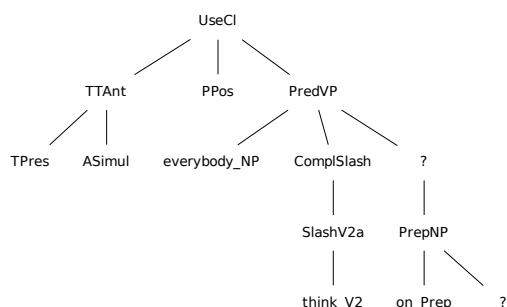 UseCl
TTAnt PPos PredVP
TPres ASimul everybody_NP ComplSlash ?
SlashV2a PrepNP
think_V2 on_Prep ?